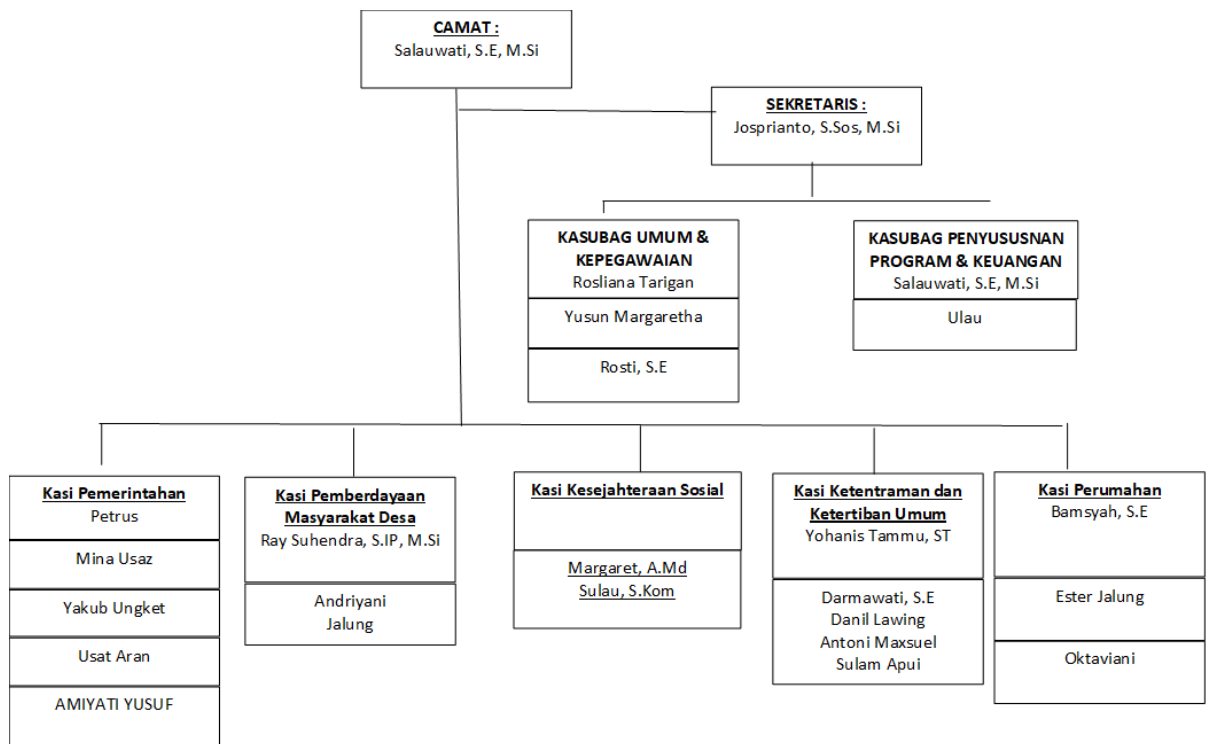 CAMAT :
Salauwati, S.E, M.Si
SEKRETARIS :
Josprianto, S.Sos, M.Si
KASUBAG UMUM &
KEPEGAWAIAN
Rosliana Tarigan
Yusun Margaretha
Rosti, S.E
KASUBAG PENYUSUSNAN
PROGRAM & KEUANGAN
Salauwati, S.E, M.Si
Ulau
Kasi Pemerintahan
Petrus
Mina Usaz
Yakub Ungket
Usat Aran
AMIYATI YUSUF
Kasi Pemberdayaan
Masyarakat Desa
Ray Suhendra, S.IP, M.Si
Andriyani
Jalung
Kasi Kesejahteraan Sosial
Margaret, A.Md
Sulau, S.Kom
Kasi Ketentraman dan
Ketertiban Umum
Yohanis Tammu, ST
Darmawati, S.E
Danil Lawing
Antoni Maxsuel
Sulam Apui
Kasi Perumahan
Bamsyah, S.E
Ester Jalung
Oktaviani